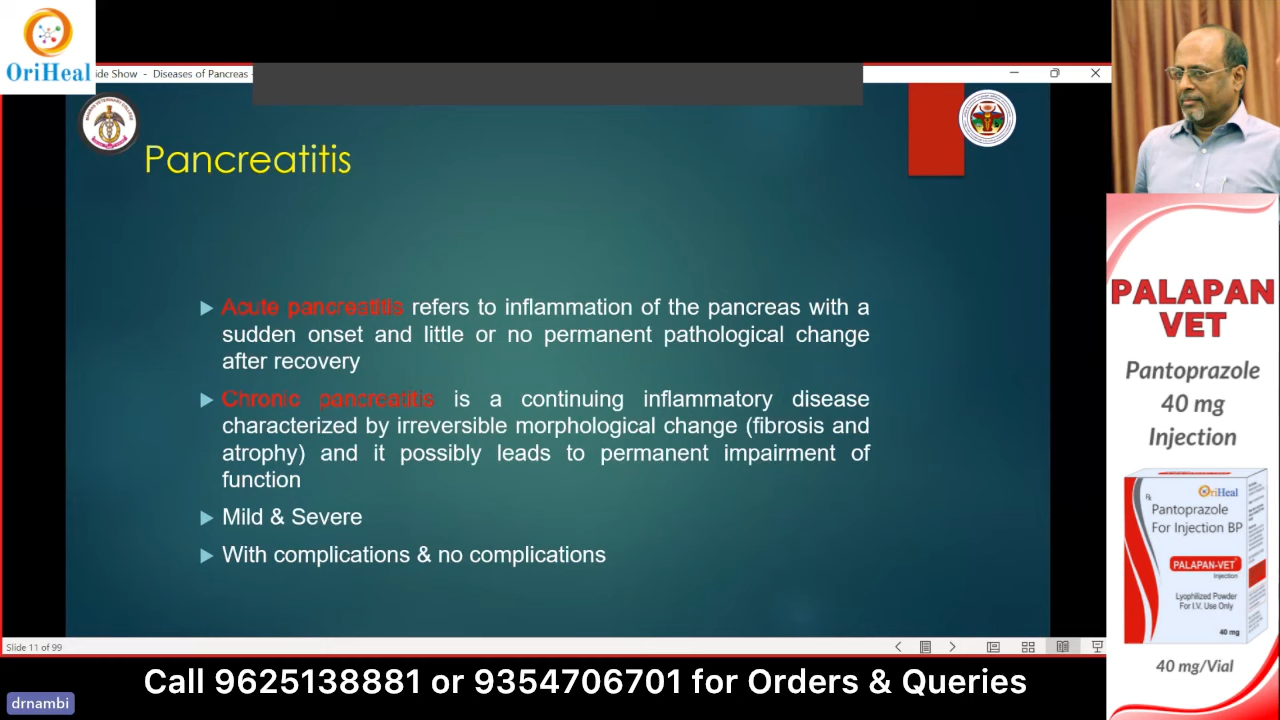 OriHeal
ide Show - Diseases of Pancreas -
Pancreatitis
Acute pancreatitis refers to inflammation of the pancreas with a
sudden onset and little or no permanent pathological change
after recovery
Chronic pancreatitis is a continuing inflammatory disease
characterized by irreversible morphological change (fibrosis and
atrophy) and it possibly leads to permanent impairment of
function
Mild & Severe
With complications & no complications
Slide 11 of 99
PALAPAN
VET
Pantoprazole
40 mg
Injection
OriHeal
Rx
Pantoprazole
For Injection BP
PALAPAN-VET
Injection
Lyophilized Powder
For I.V. Use Only
40 mg
40 mg/Vial
Call 9625138881 or 9354706701 for Orders & Queries
drnambi